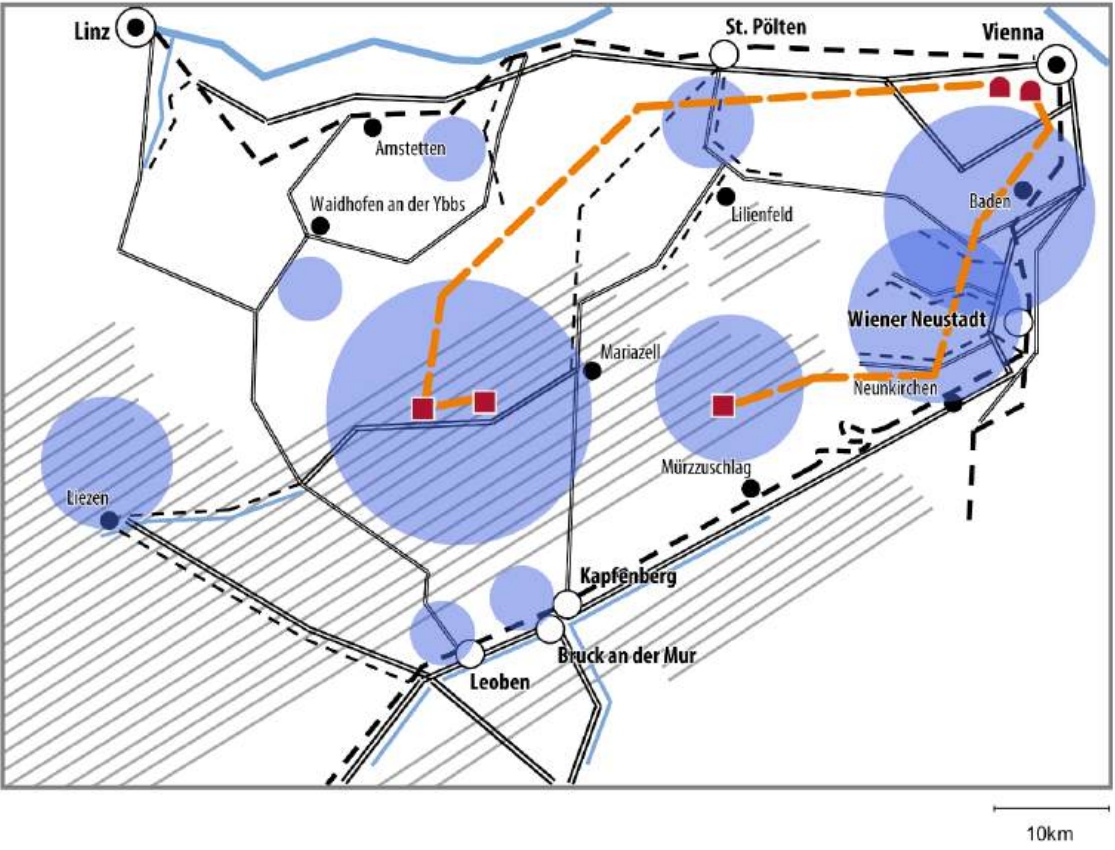 Linz
St. Pölten
Vienna
Amstetten
Waidhofen an der Ybbs
Lilienfeld
Baden
Wiener Neustadt
Mariazell
Neunkirchen
Mürzzuschlag
Liezen
Kapfenberg
Bruck an der Mur
Leoben
10km